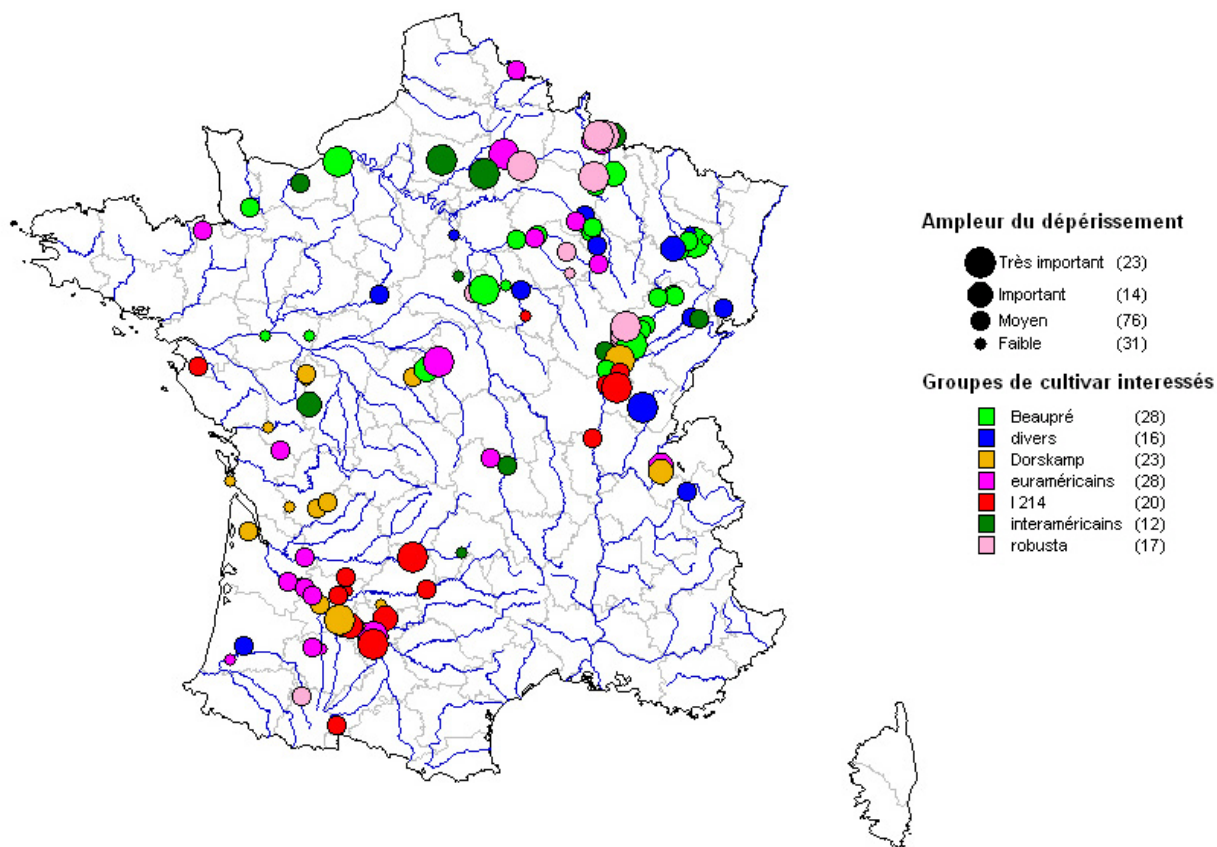 Ampleur du dépérissement
Très important (23)
Important (14)
Moyen (76)
Faible (31)
Groupes de cultivar interessés
Beaupré (28)
divers (16)
Dorskamp (23)
euraméricains (28)
I 214 (20)
interaméricains (12)
robusta (17)